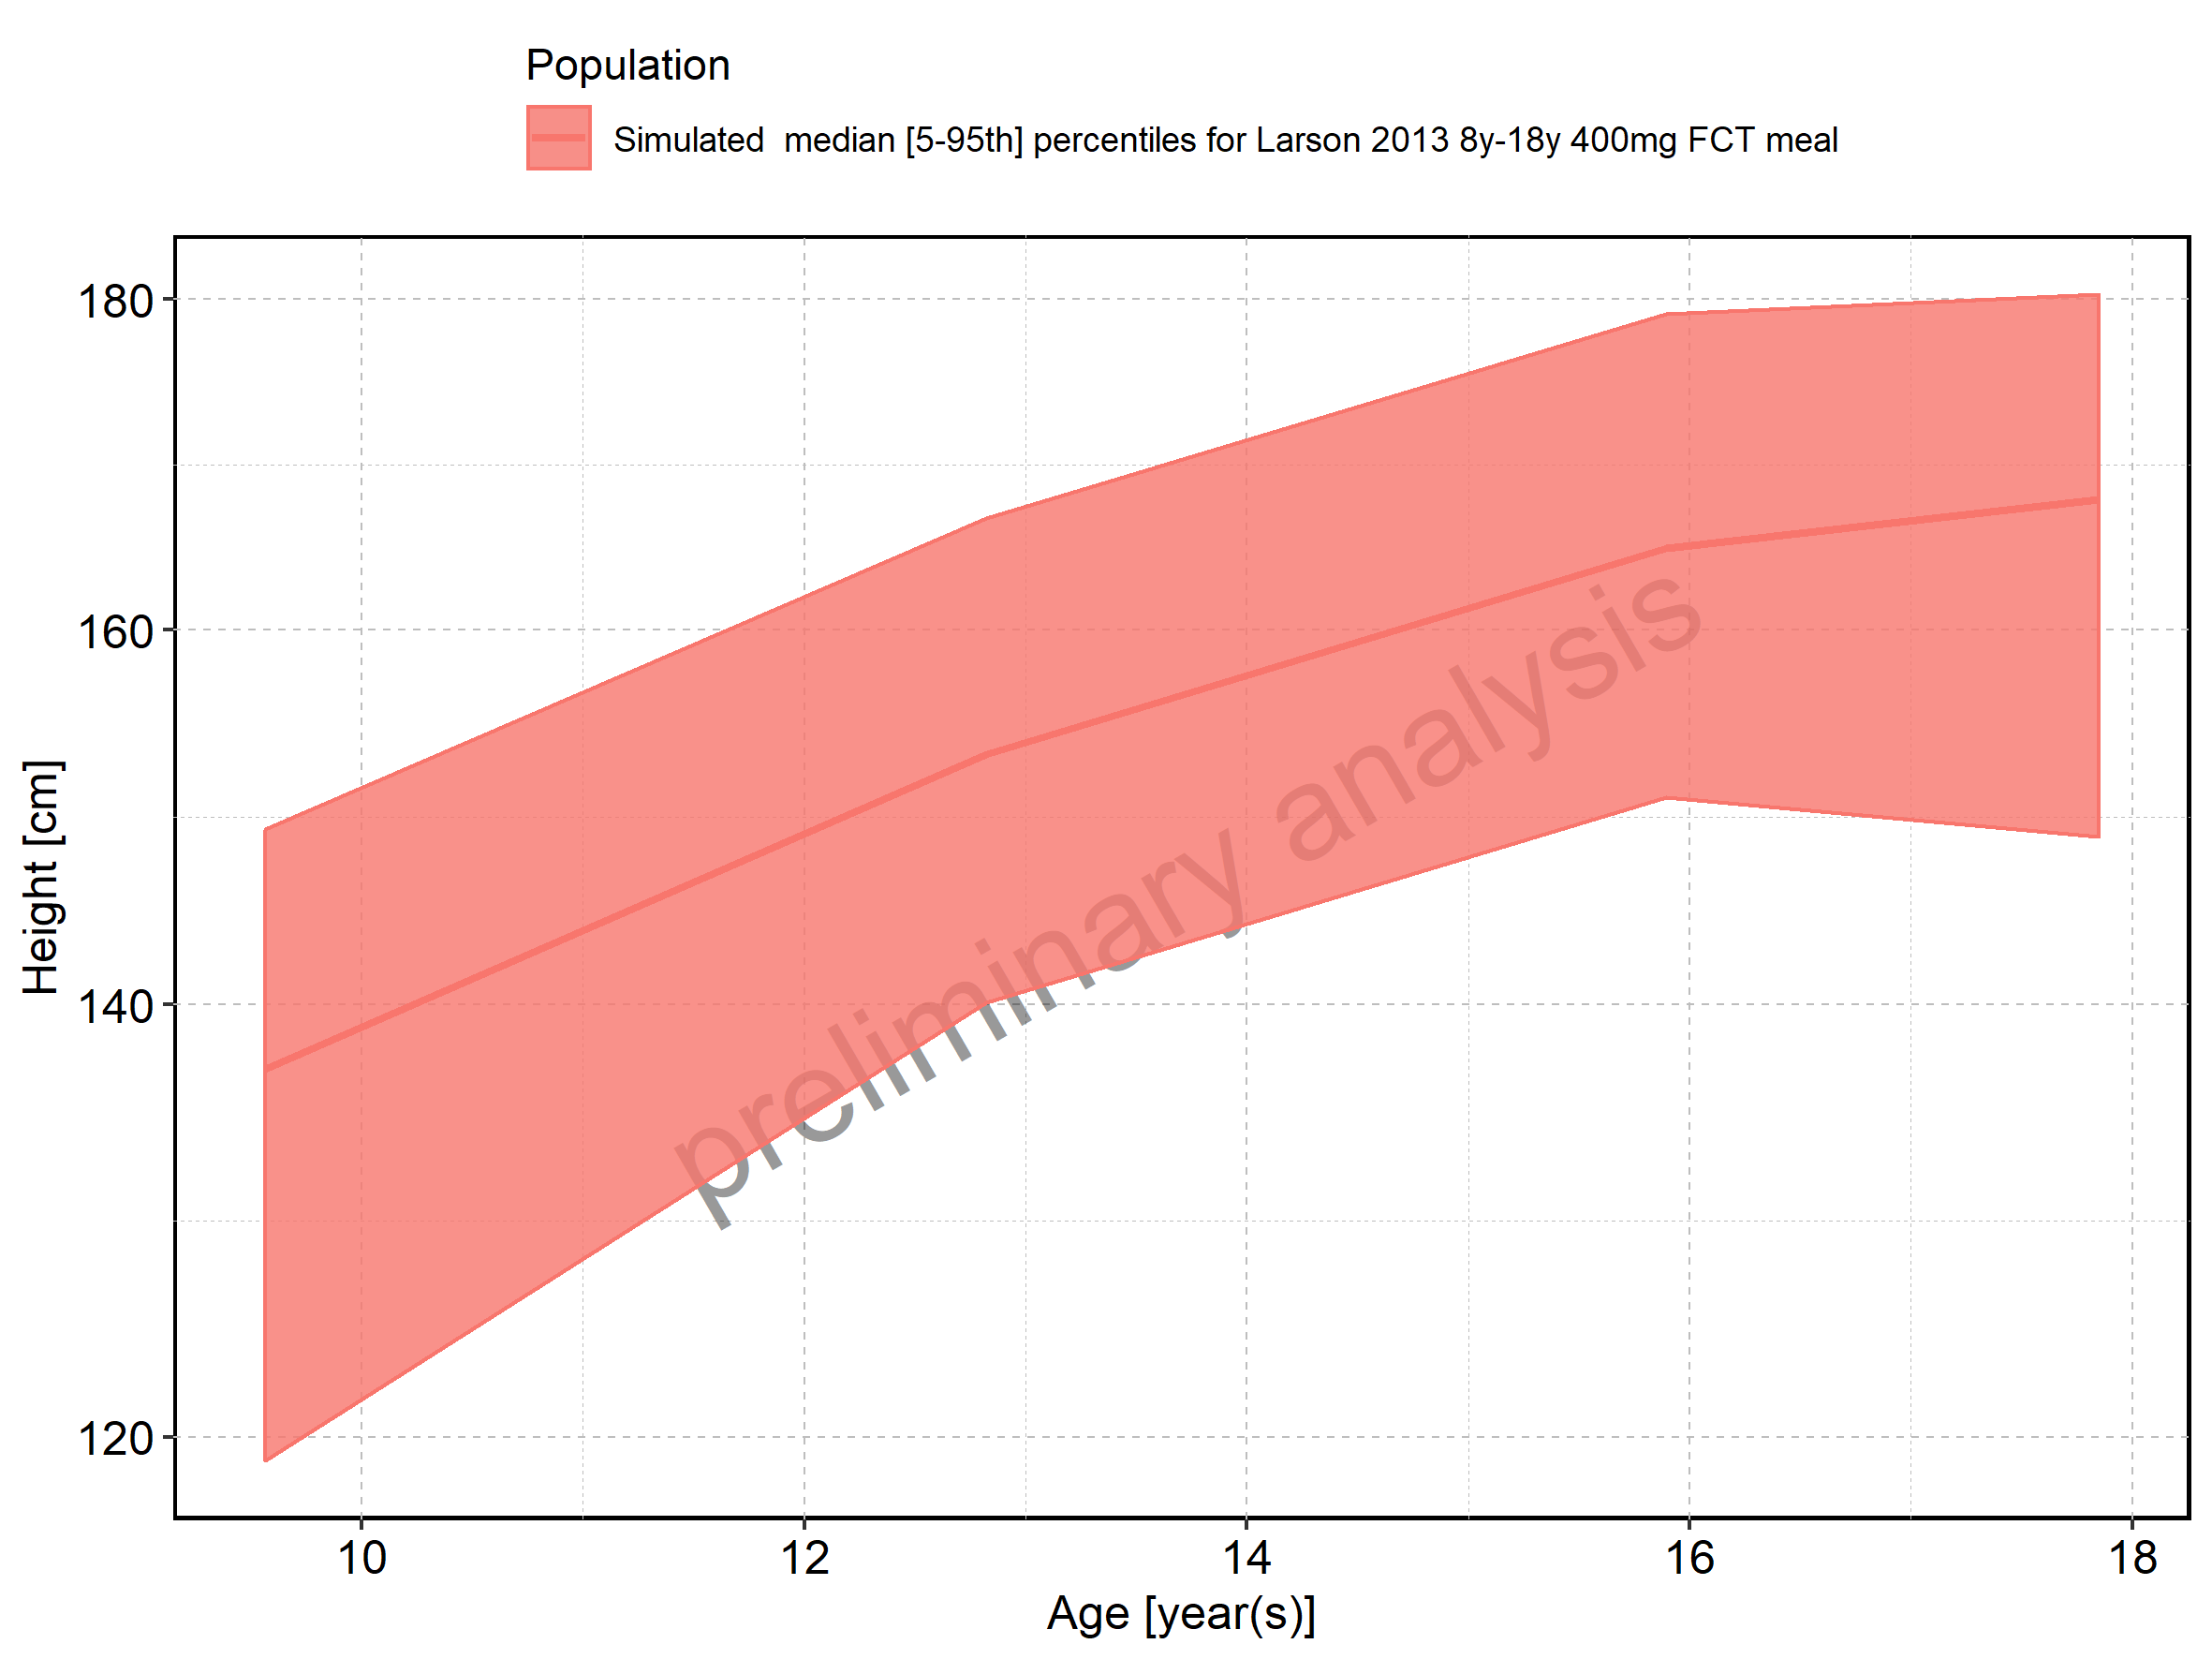 Population
Simulated  median [5-95th] percentiles for Larson 2013 8y-18y 400mg FCT meal
180
160
140
120
Height [cm]
preliminary analysis
10 12 14 16 18
Age [year(s)]